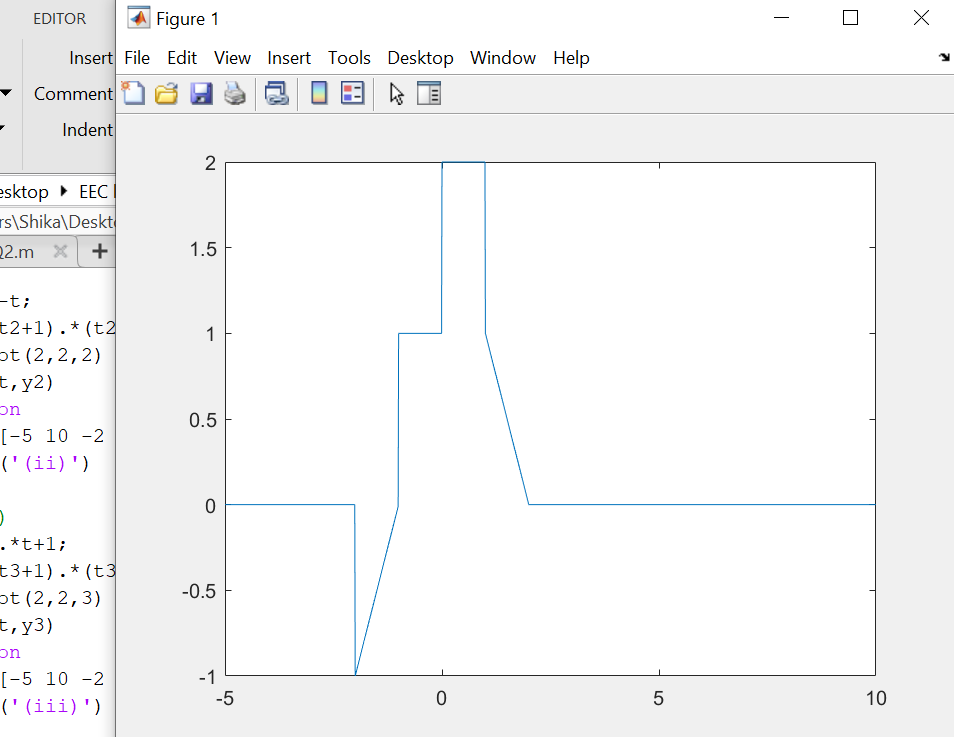 EDITOR
Insert
Comment
Indent
esktop ▸ EEC
rs\Shika\Deskt
Q2.m
-t;
t2+1).*(t2
ot(2,2,2)
t,y2)
on
[-5 10 -2
('(ii)')
)
.*t+1;
t3+1).*(t3
ot(2,2,3)
t,y3)
on
[-5 10 -2
('(iii)')
Figure 1
File Edit View Insert Tools Desktop Window Help
2
1.5
1
0.5
0
-0.5
-1
-5 0 5 10